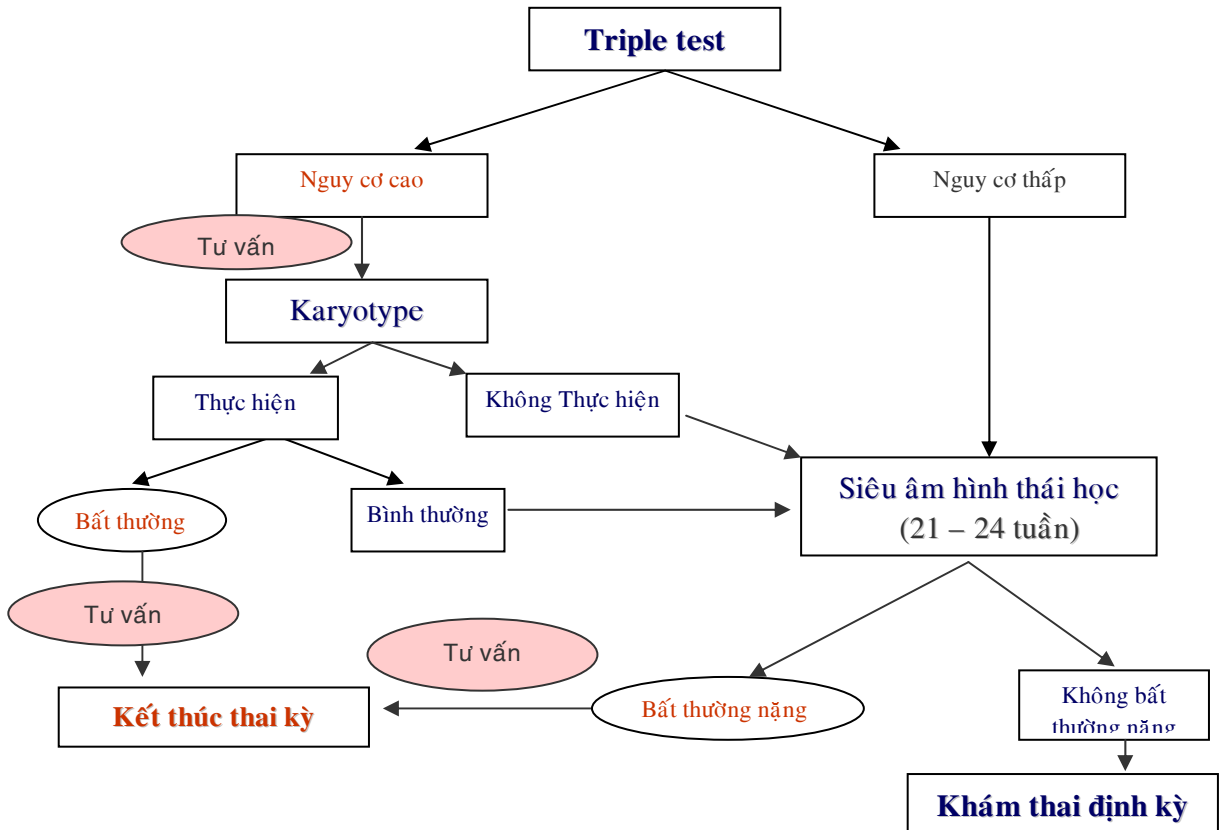 Triple test
Nguy cơ cao
Nguy cơ thấp
Tư vấn
Karyotype
Thực hiện
Không Thực hiện
Siêu âm hình thái học
(21 – 24 tuần)
Bất thường
Bình thường
Tư vấn
Tư vấn
Kết thúc thai kỳ
Bất thường nặng
Không bất
thường nặng
Khám thai định kỳ